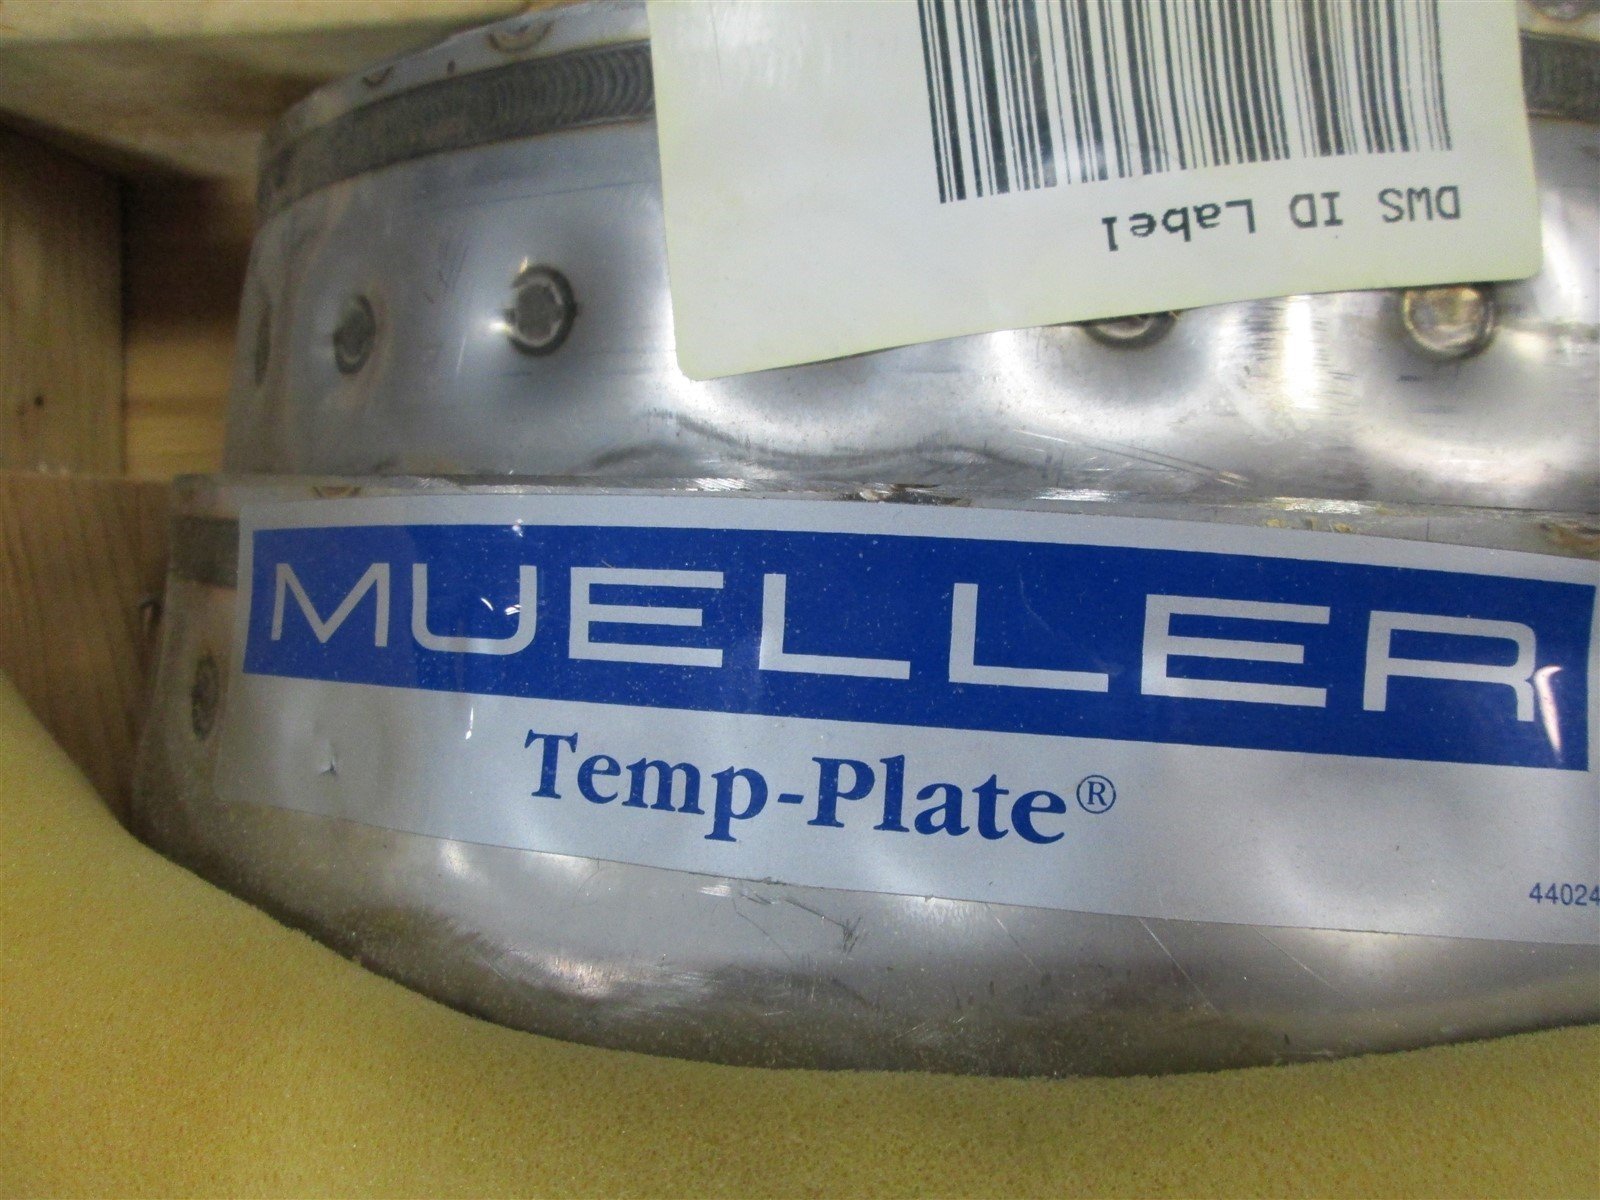 DWS ID Label
MUELLER
Temp-Plate®
44024